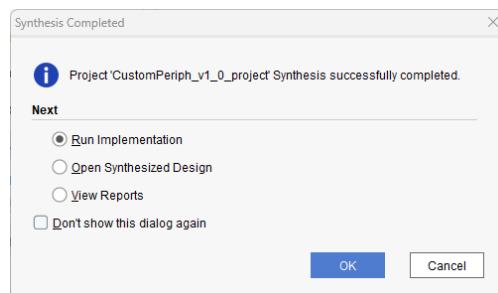 Synthesis Completed
Project 'CustomPeriph_v1_0_project' Synthesis successfully completed.
Next
Run Implementation
Open Synthesized Design
View Reports
Don't show this dialog again
OK Cancel